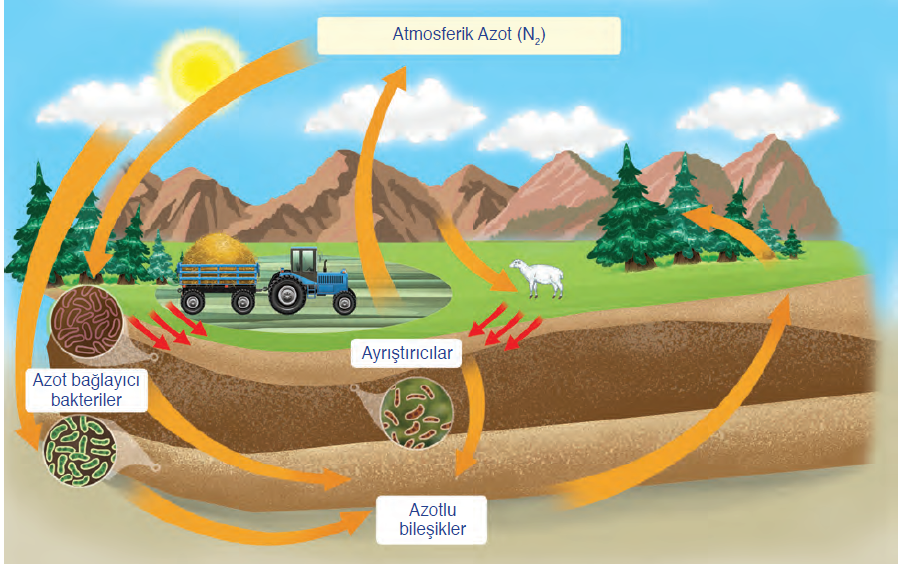 Atmosferik Azot (N₂)
Ayrıştırıcılar
Azot bağlayıcı
bakteriler
Azotlu
bileşikler